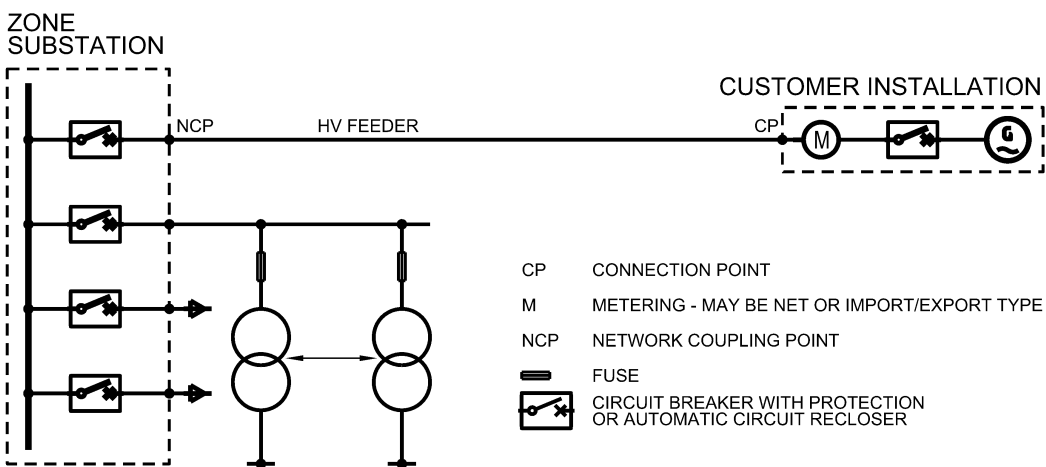 ZONE
SUBSTATION
CUSTOMER INSTALLATION
NCP
HV FEEDER
CP
M
G
CP CONNECTION POINT
M METERING - MAY BE NET OR IMPORT/EXPORT TYPE
NCP NETWORK COUPLING POINT
FUSE
CIRCUIT BREAKER WITH PROTECTION
OR AUTOMATIC CIRCUIT RECLOSER